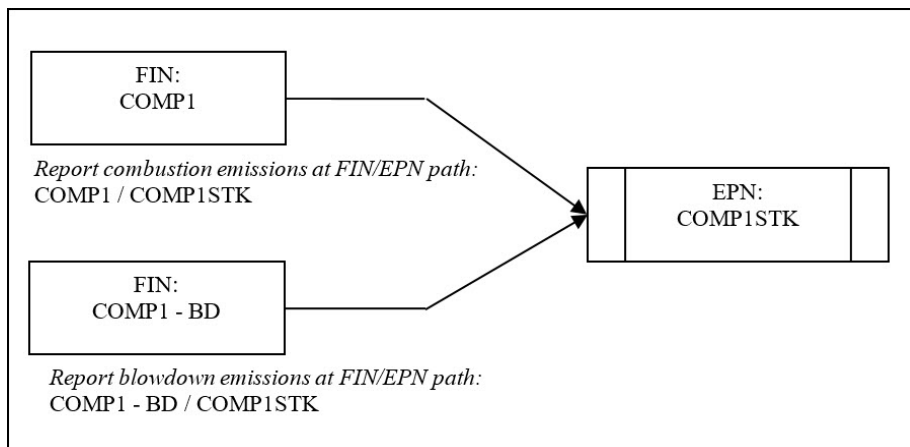 FIN:
COMP1
Report combustion emissions at FIN/EPN path:
COMP1 / COMP1STK
EPN:
COMP1STK
FIN:
COMP1 - BD
Report blowdown emissions at FIN/EPN path:
COMP1 - BD / COMP1STK